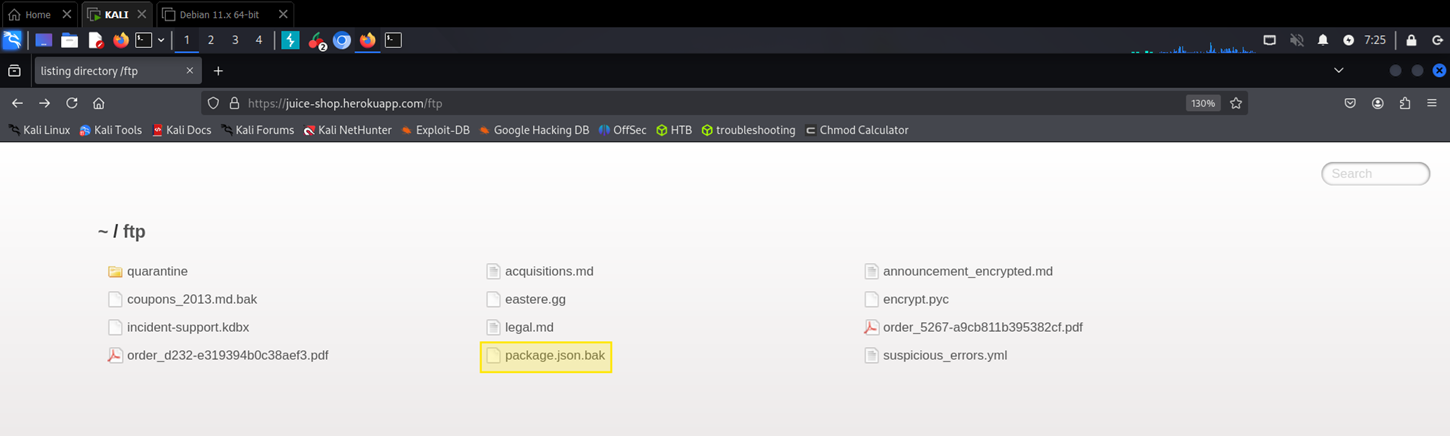 Home KALI Debian 11.x 64-bit
1 2 3 4 2 7:25
listing directory /ftp
https://juice-shop.herokuapp.com/ftp 130%
Kali Linux Kali Tools Kali Docs Kali Forums Kali NetHunter Exploit-DB Google Hacking DB OffSec HTB troubleshooting Chmod Calculator
Search
~ / ftp
quarantine acquisitions.md announcement_encrypted.md
coupons_2013.md.bak eastere.gg encrypt.pyc
incident-support.kdbx legal.md order_5267-a9cb811b395382cf.pdf
order_d232-e319394b0c38aef3.pdf package.json.bak suspicious_errors.yml